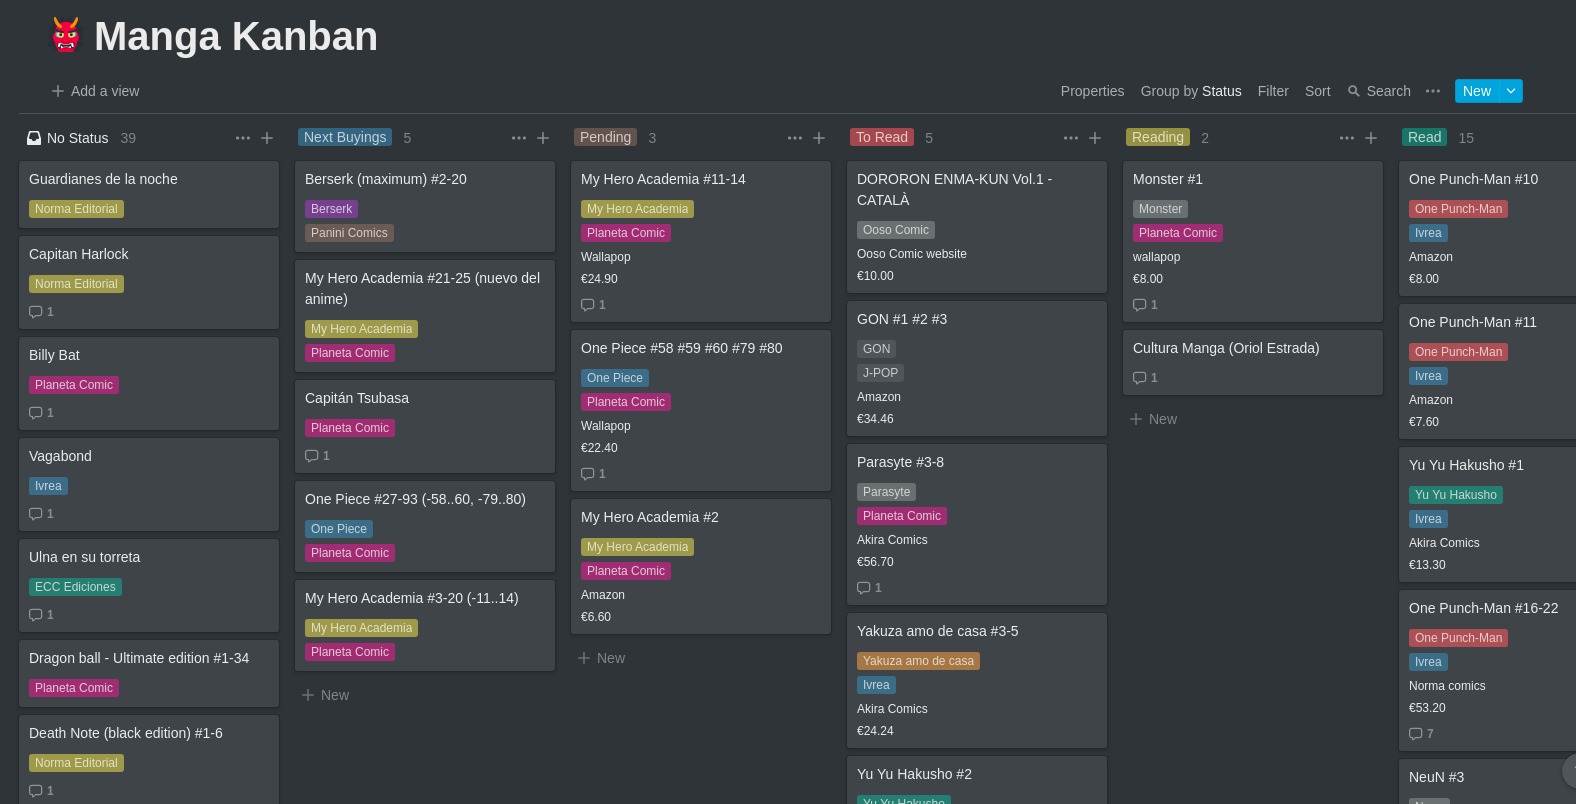 Manga Kanban
Add a view
Properties
Group by Status
Filter
Sort
Search
New
No Status 39
Guardianes de la noche
Norma Editorial
Capitan Harlock
Norma Editorial
1
Billy Bat
Planeta Comic
1
Vagabond
Ivrea
1
Ulna en su torreta
ECC Ediciones
1
Dragon ball - Ultimate edition #1-34
Planeta Comic
Death Note (black edition) #1-6
Norma Editorial
1
Next Buyings 5
Berserk (maximum) #2-20
Berserk
Panini Comics
My Hero Academia #21-25 (nuevo del
anime)
My Hero Academia
Planeta Comic
Capitán Tsubasa
Planeta Comic
1
One Piece #27-93 (-58..60, -79..80)
One Piece
Planeta Comic
My Hero Academia #3-20 (-11..14)
My Hero Academia
Planeta Comic
New
Pending 3
My Hero Academia #11-14
My Hero Academia
Planeta Comic
Wallapop
€24.90
1
One Piece #58 #59 #60 #79 #80
One Piece
Planeta Comic
Wallapop
€22.40
1
My Hero Academia #2
My Hero Academia
Planeta Comic
Amazon
€6.60
New
To Read 5
DORORON ENMA-KUN Vol.1 -
CATALÀ
Ooso Comic
Ooso Comic website
€10.00
GON #1 #2 #3
GON
J-POP
Amazon
€34.46
Parasyte #3-8
Parasyte
Planeta Comic
Akira Comics
€56.70
1
Yakuza amo de casa #3-5
Yakuza amo de casa
Ivrea
Akira Comics
€24.24
Yu Yu Hakusho #2
Yu Yu Hakusho
Reading 2
Monster #1
Monster
Planeta Comic
wallapop
€8.00
1
Cultura Manga (Oriol Estrada)
1
New
Read 15
One Punch-Man #10
One Punch-Man
Ivrea
Amazon
€8.00
One Punch-Man #11
One Punch-Man
Ivrea
Amazon
€7.60
Yu Yu Hakusho #1
Yu Yu Hakusho
Ivrea
Akira Comics
€13.30
One Punch-Man #16-22
One Punch-Man
Ivrea
Norma comics
€53.20
7
NeuN #3